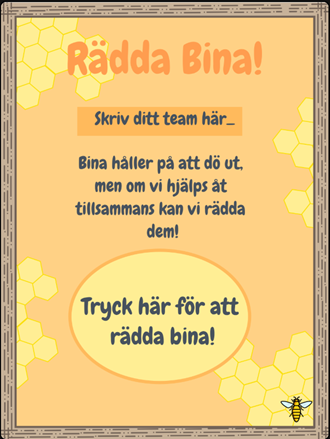 Rädda Bina!
Skriv ditt team här_
Bina håller på att dö ut,
men om vi hjälps åt
tillsammans kan vi rädda
dem!
Tryck här för att
rädda bina!